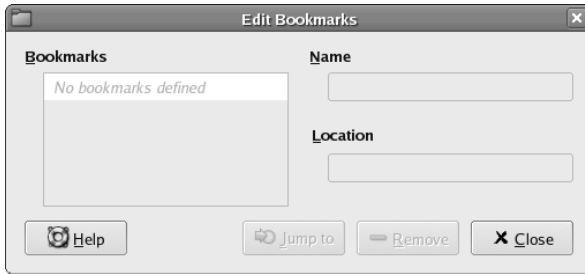 Edit Bookmarks
Bookmarks
No bookmarks defined
Name
Location
Help
Jump to
Remove
Close